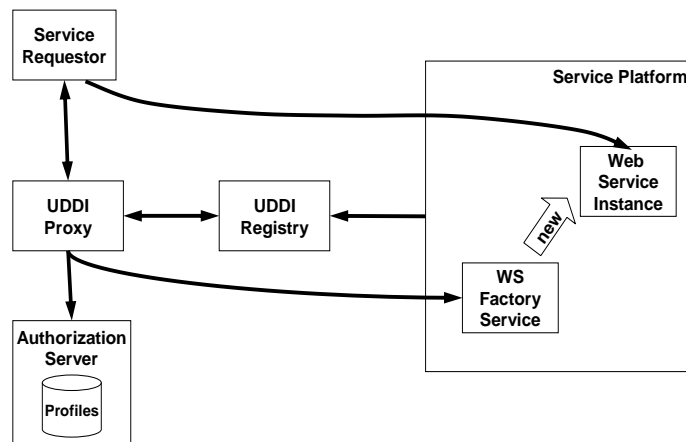 Service
Requestor
Service Platform
Web
Service
Instance
UDDI
Proxy
UDDI
Registry
new
WS
Factory
Service
Authorization
Server
Profiles